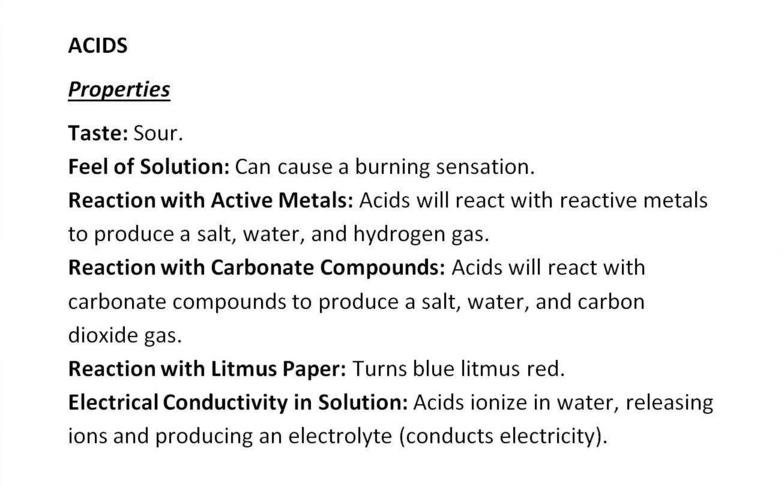 ACIDS
Properties
Taste: Sour.
Feel of Solution: Can cause a burning sensation.
Reaction with Active Metals: Acids will react with reactive metals
to produce a salt, water, and hydrogen gas.
Reaction with Carbonate Compounds: Acids will react with
carbonate compounds to produce a salt, water, and carbon
dioxide gas.
Reaction with Litmus Paper: Turns blue litmus red.
Electrical Conductivity in Solution: Acids ionize in water, releasing
ions and producing an electrolyte (conducts electricity).